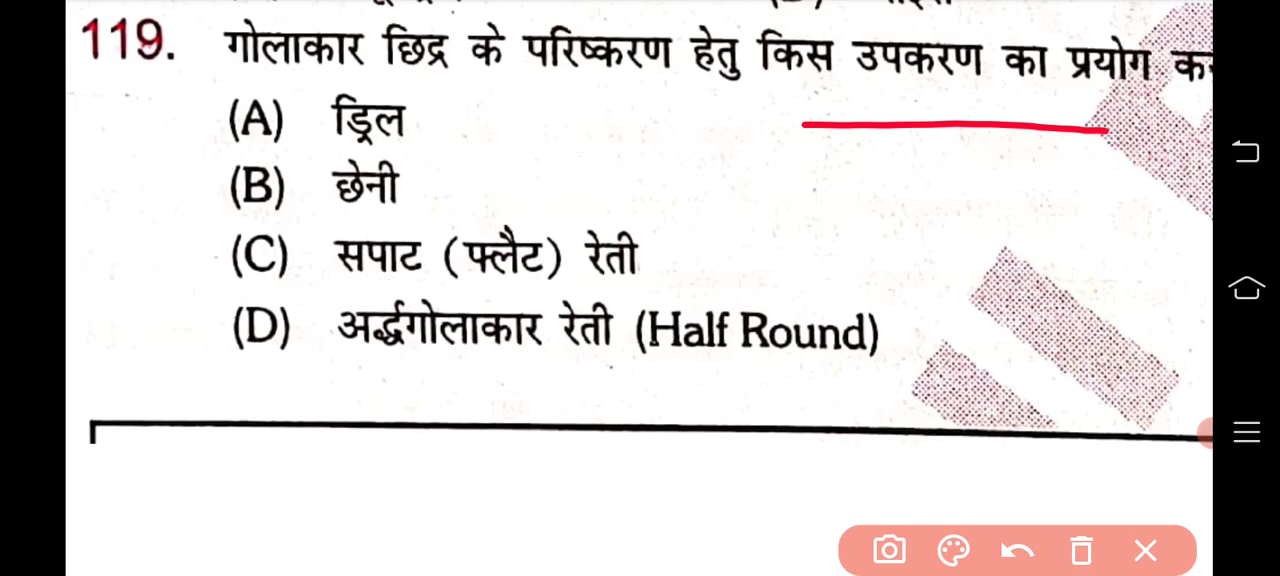 119. गोलाकार छिद्र के परिष्करण हेतु किस उपकरण का प्रयोग
(A) ड्रिल
(B) छेनी
(C) सपाट (फ्लैट) रेती
(D) अर्द्धगोलाकार रेती (Half Round)